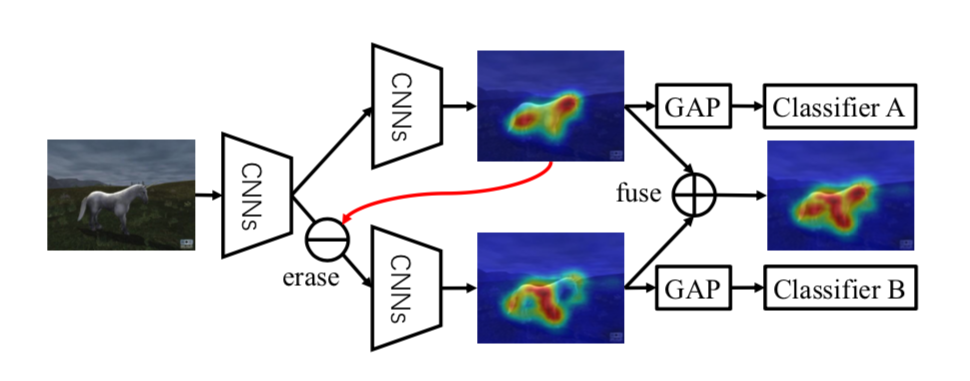 CNNs
CNNs
erase
CNNs
GAP
Classifier A
fuse
GAP
Classifier B